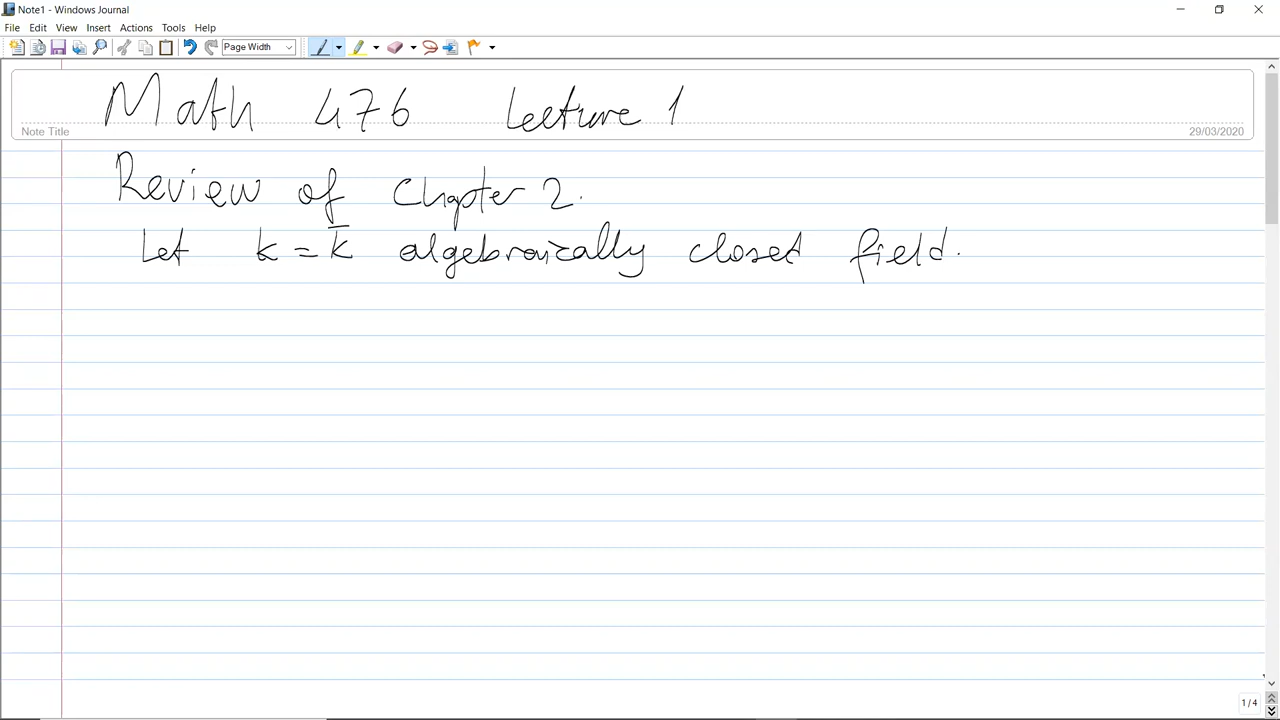 Note1 - Windows Journal
File Edit View Insert Actions Tools Help
Page Width
Math 476 Lecture 1
Note Title
29/03/2020
Review of Chapter 2.
Let k = k̅ algebraically closed field.
1/4